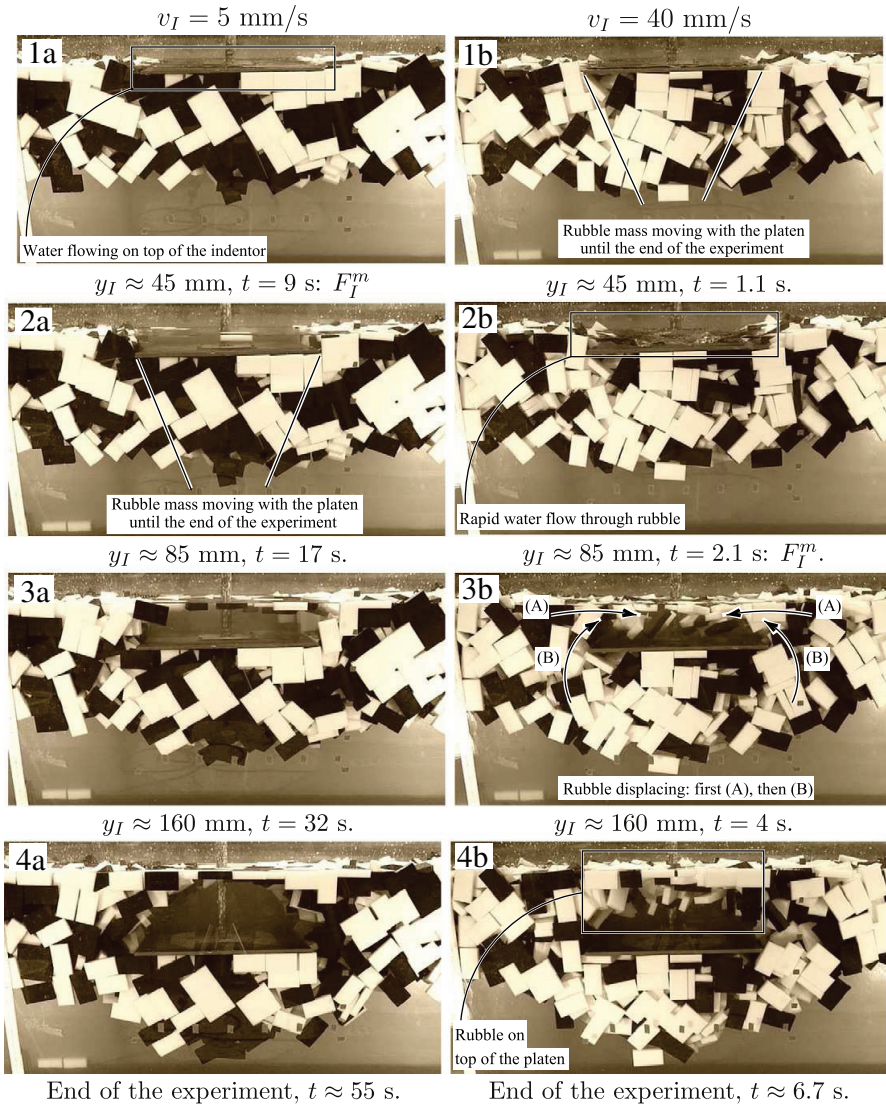 v_I = 5 mm/s
v_I = 40 mm/s
1a
Water flowing on top of the indentor
1b
Rubble mass moving with the platen
until the end of the experiment
y_I ≈ 45 mm, t = 9 s: F_I^m
y_I ≈ 45 mm, t = 1.1 s.
2a
Rubble mass moving with the platen
until the end of the experiment
2b
Rapid water flow through rubble
y_I ≈ 85 mm, t = 17 s.
y_I ≈ 85 mm, t = 2.1 s: F_I^m.
3a
3b
(A)
(A)
(B)
(B)
Rubble displacing: first (A), then (B)
y_I ≈ 160 mm, t = 32 s.
y_I ≈ 160 mm, t = 4 s.
4a
4b
Rubble on
top of the platen
End of the experiment, t ≈ 55 s.
End of the experiment, t ≈ 6.7 s.